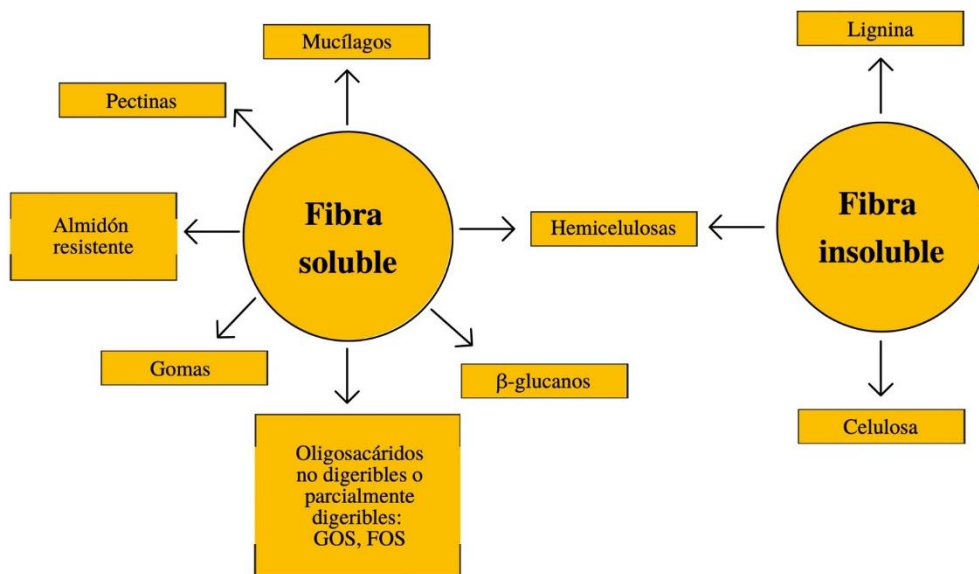 Mucílagos
Lignina
Pectinas
Almidón
resistente
Fibra
soluble
Hemicelulosas
Fibra
insoluble
Gomas
β-glucanos
Celulosa
Oligosacáridos
no digeribles o
parcialmente
digeribles:
GOS, FOS